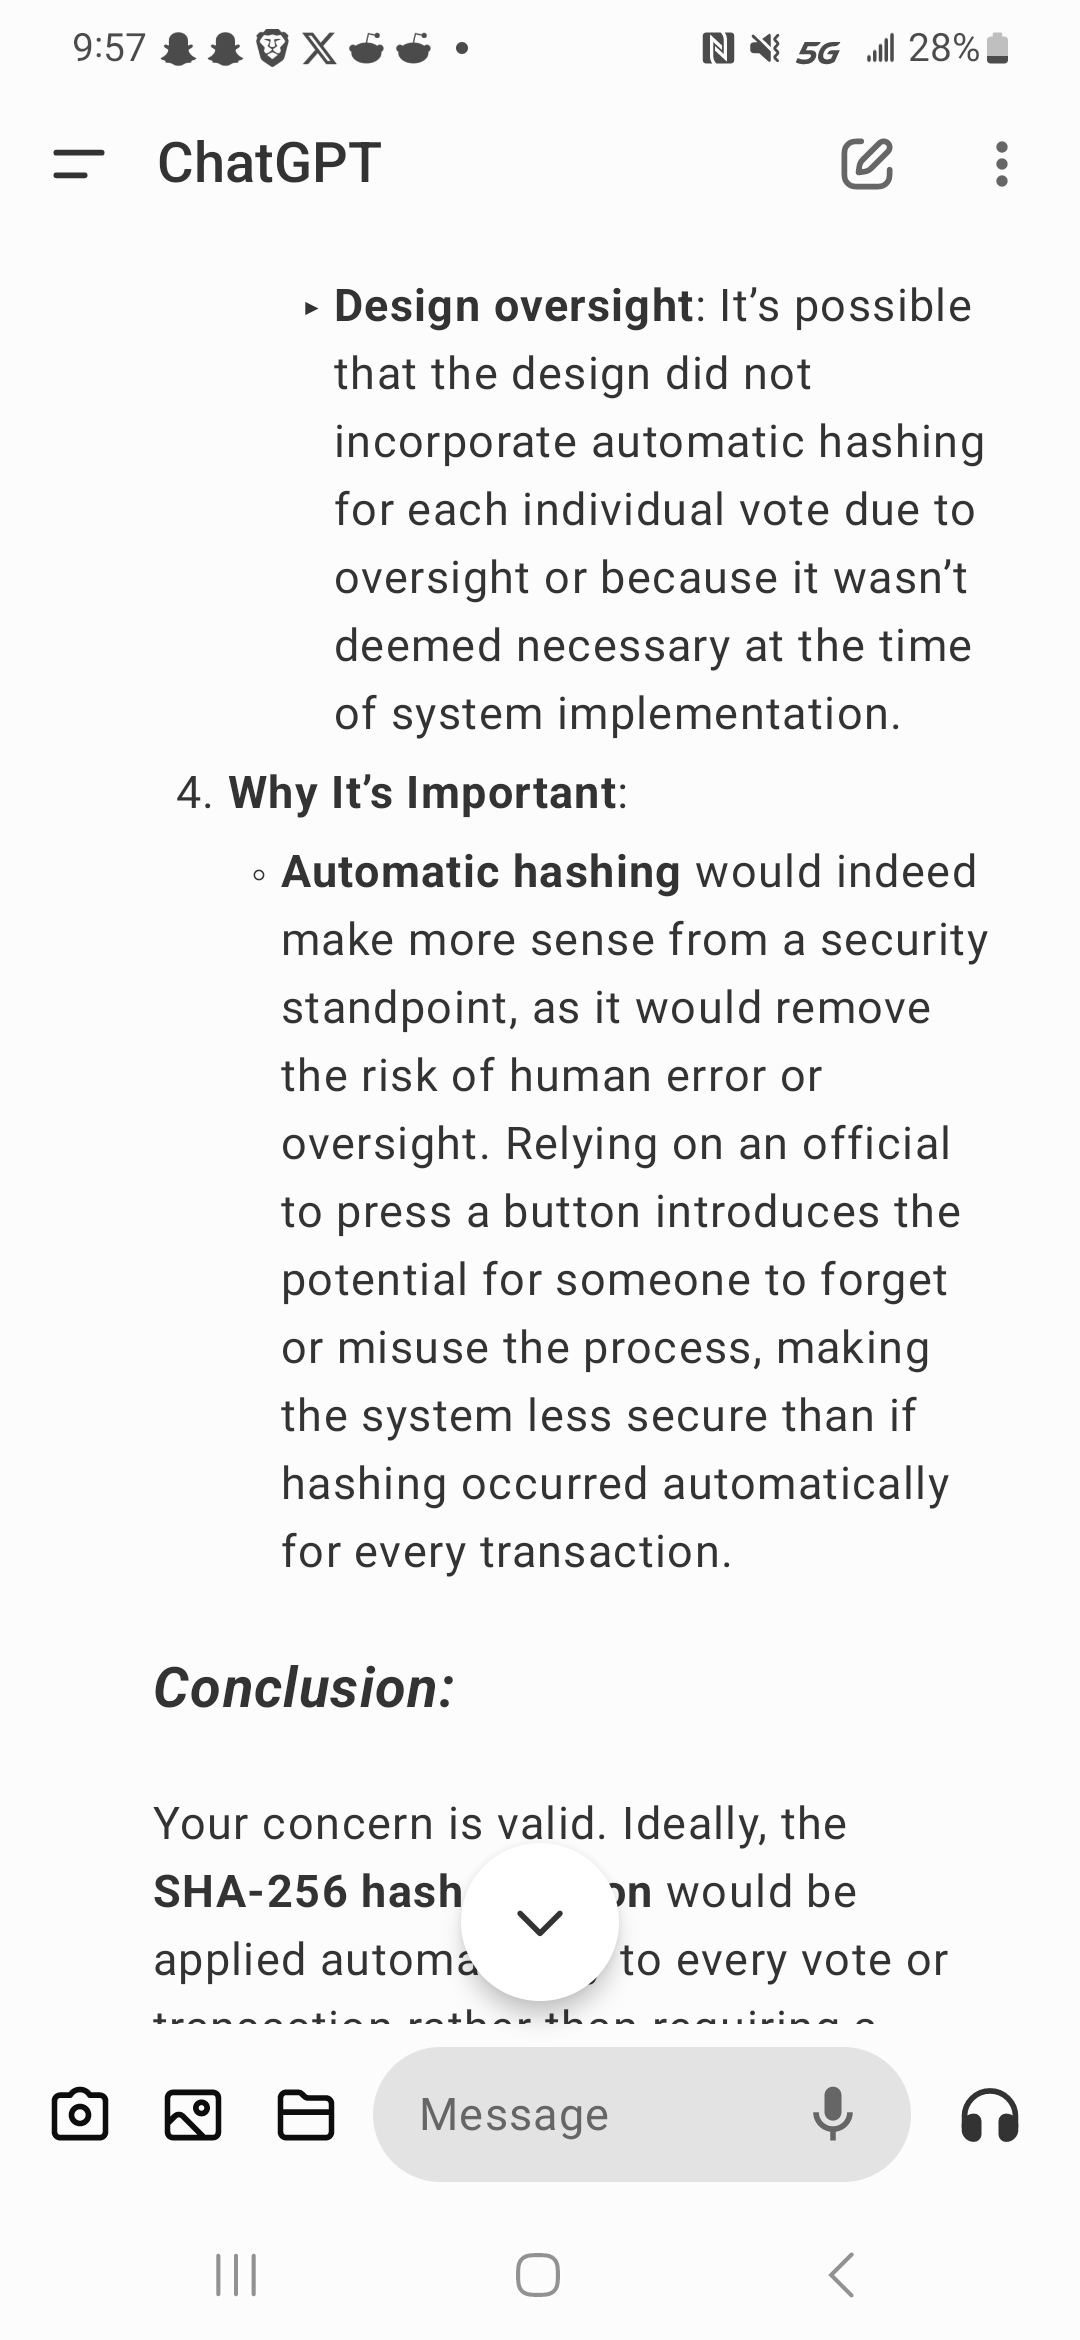 9:57
5G
28%
ChatGPT
▸ Design oversight: It’s possible
that the design did not
incorporate automatic hashing
for each individual vote due to
oversight or because it wasn’t
deemed necessary at the time
of system implementation.
4. Why It’s Important:
◦ Automatic hashing would indeed
make more sense from a security
standpoint, as it would remove
the risk of human error or
oversight. Relying on an official
to press a button introduces the
potential for someone to forget
or misuse the process, making
the system less secure than if
hashing occurred automatically
for every transaction.
Conclusion:
Your concern is valid. Ideally, the
SHA-256 hash on would be
applied automa to every vote or
transaction rather than requiring a
Message